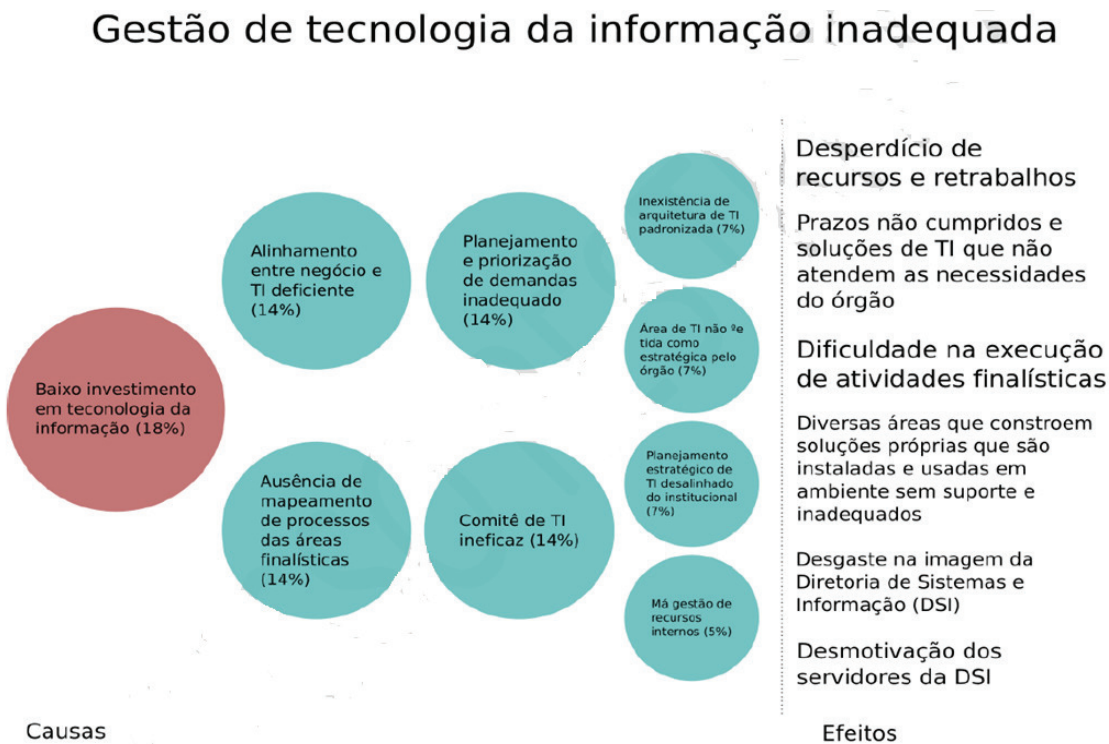 Gestão de tecnologia da informação inadequada
Baixo investimento
em teconologia da
informação (18%)
Alinhamento
entre negócio e
TI deficiente
(14%)
Ausência de
mapeamento
de processos
das áreas
finalísticas
(14%)
Planejamento
e priorização
de demandas
inadequado
(14%)
Comitê de TI
ineficaz (14%)
Inexistência de
arquitetura de TI
padronizada (7%)
Área de TI não ºe
tida como
estratégica pelo
órgão (7%)
Planejamento
estratégico de
TI desalinhado
do institucional
(7%)
Má gestão de
recursos
internos (5%)
Desperdício de
recursos e retrabalhos
Prazos não cumpridos e
soluções de TI que não
atendem as necessidades
do órgão
Dificuldade na execução
de atividades finalísticas
Diversas áreas que constroem
soluções próprias que são
instaladas e usadas em
ambiente sem suporte e
inadequados
Desgaste na imagem da
Diretoria de Sistemas e
Informação (DSI)
Desmotivação dos
servidores da DSI
Causas
Efeitos